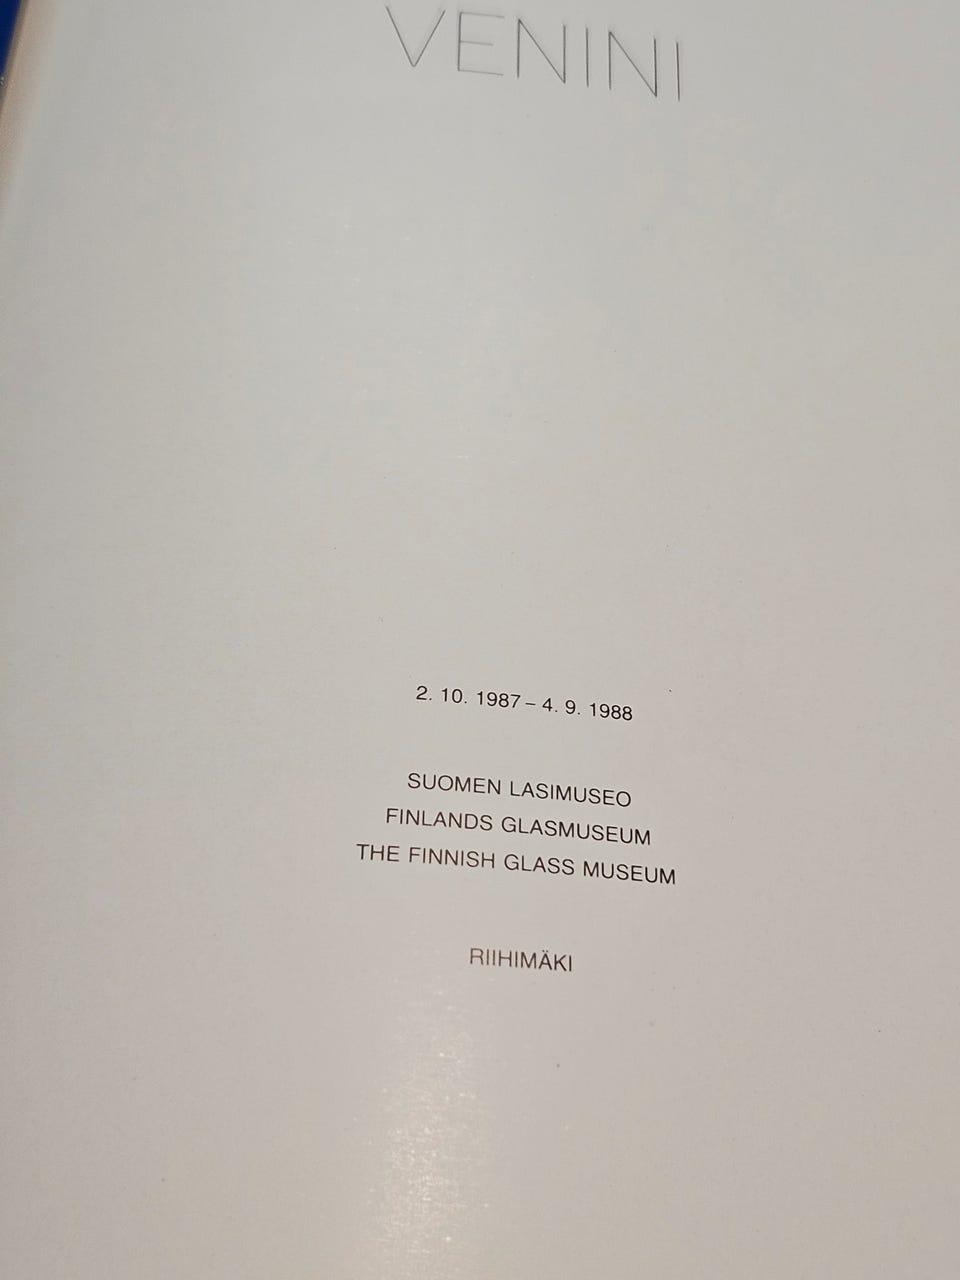 VENINI
2. 10. 1987 – 4. 9. 1988
SUOMEN LASIMUSEO
FINLANDS GLASMUSEUM
THE FINNISH GLASS MUSEUM
RIIHIMÄKI